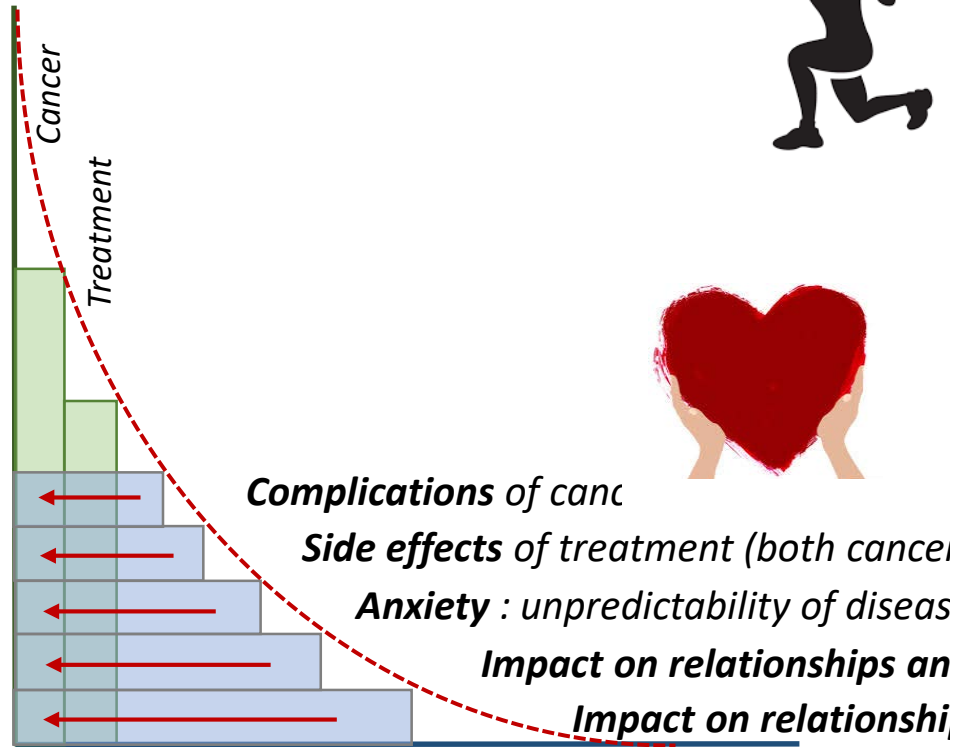 Cancer
Treatment
Complications of canc
Side effects of treatment (both cancer
Anxiety : unpredictability of diseas
Impact on relationships an
Impact on relationship